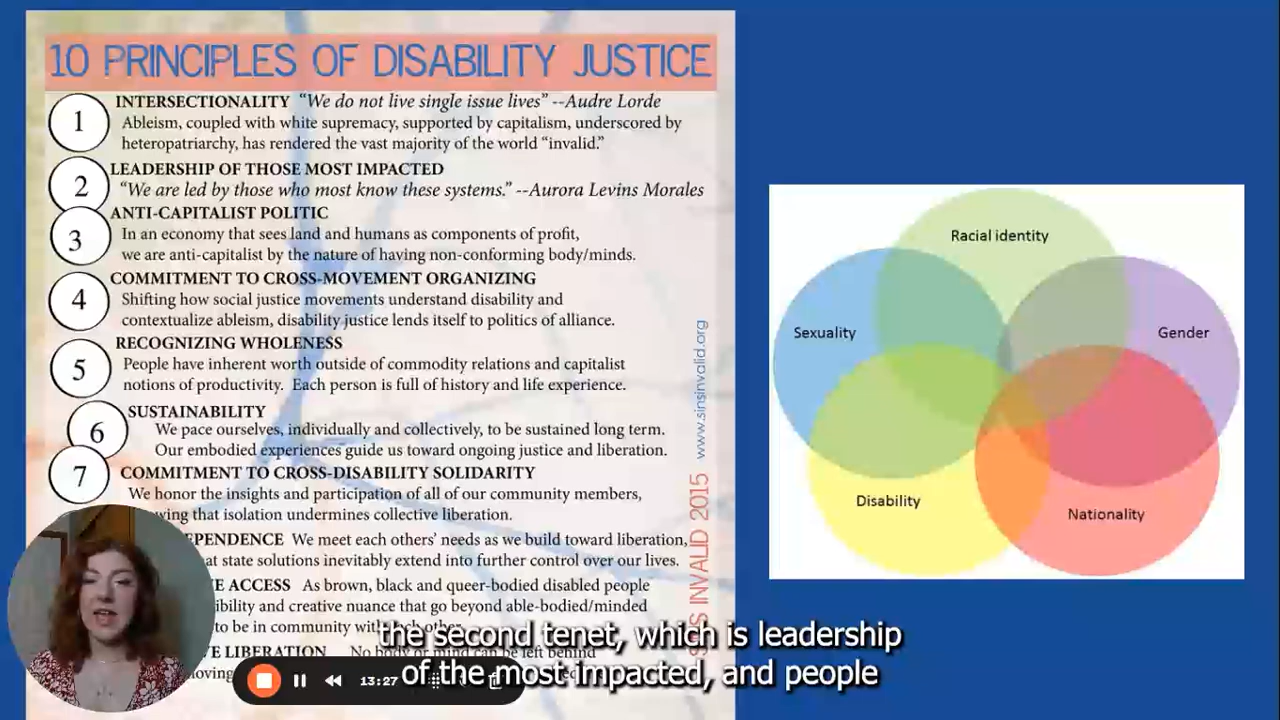 10 PRINCIPLES OF DISABILITY JUSTICE
1
INTERSECTIONALITY "We do not live single issue lives" --Audre Lorde
Ableism, coupled with white supremacy, supported by capitalism, underscored by
heteropatriarchy, has rendered the vast majority of the world "invalid."
2
LEADERSHIP OF THOSE MOST IMPACTED
"We are led by those who most know these systems." --Aurora Levins Morales
3
ANTI-CAPITALIST POLITIC
In an economy that sees land and humans as components of profit,
we are anti-capitalist by the nature of having non-conforming body/minds.
4
COMMITMENT TO CROSS-MOVEMENT ORGANIZING
Shifting how social justice movements understand disability and
contextualize ableism, disability justice lends itself to politics of alliance.
5
RECOGNIZING WHOLENESS
People have inherent worth outside of commodity relations and capitalist
notions of productivity. Each person is full of history and life experience.
6
SUSTAINABILITY
We pace ourselves, individually and collectively, to be sustained long term.
Our embodied experiences guide us toward ongoing justice and liberation.
7
COMMITMENT TO CROSS-DISABILITY SOLIDARITY
We honor the insights and participation of all of our community members,
wing that isolation undermines collective liberation.
EPENDENCE We meet each others' needs as we build toward liberation,
at state solutions inevitably extend into further control over our lives.
E ACCESS As brown, black and queer-bodied disabled people
ibility and creative nuance that go beyond able-bodied/minded
to be in community with each other.
VE LIBERATION No body or mind can be left behind
oving
SINS INVALID 2015 www.sinsinvalid.org
Racial identity
Sexuality
Gender
Disability
Nationality
the second tenet, which is leadership
of the most impacted, and people
13:27